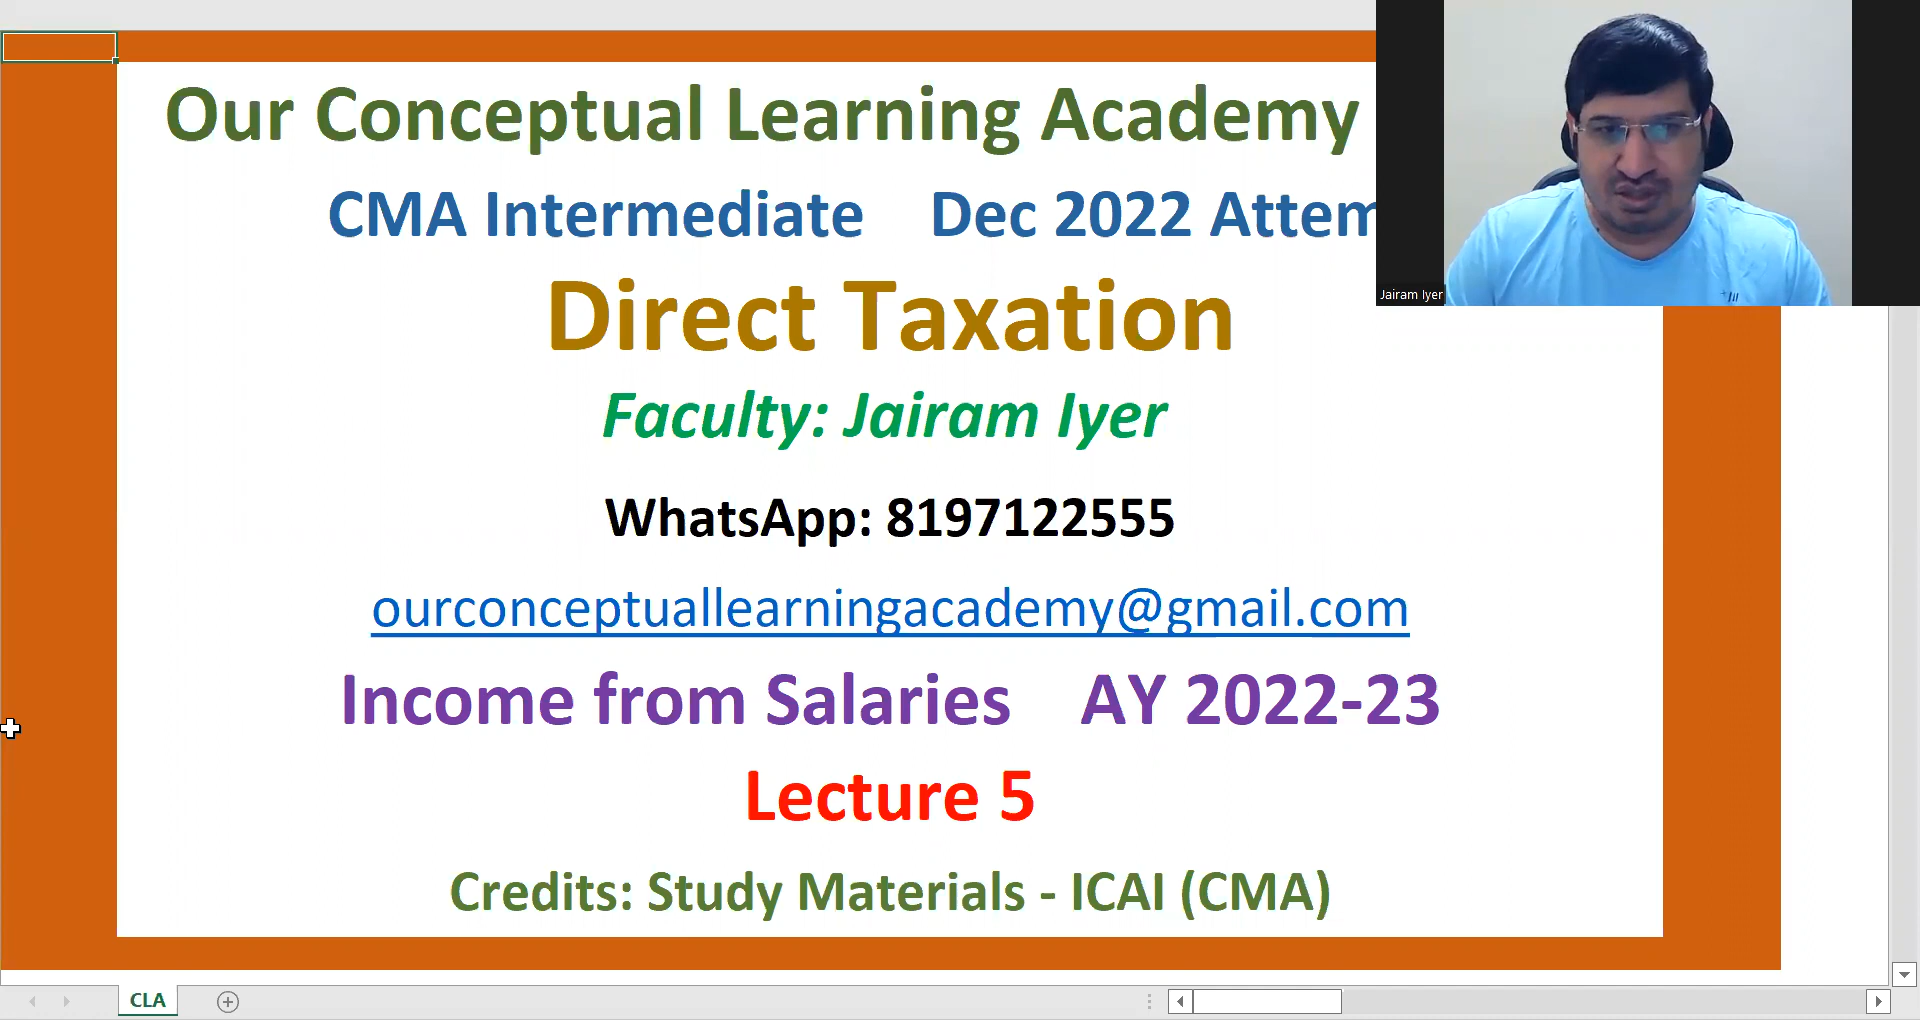 Our Conceptual Learning Academy
CMA Intermediate Dec 2022 Attem
Direct Taxation
Faculty: Jairam Iyer
WhatsApp: 8197122555
ourconceptuallearningacademy@gmail.com
Income from Salaries AY 2022-23
Lecture 5
Credits: Study Materials - ICAI (CMA)
Jairam Iyer
CLA